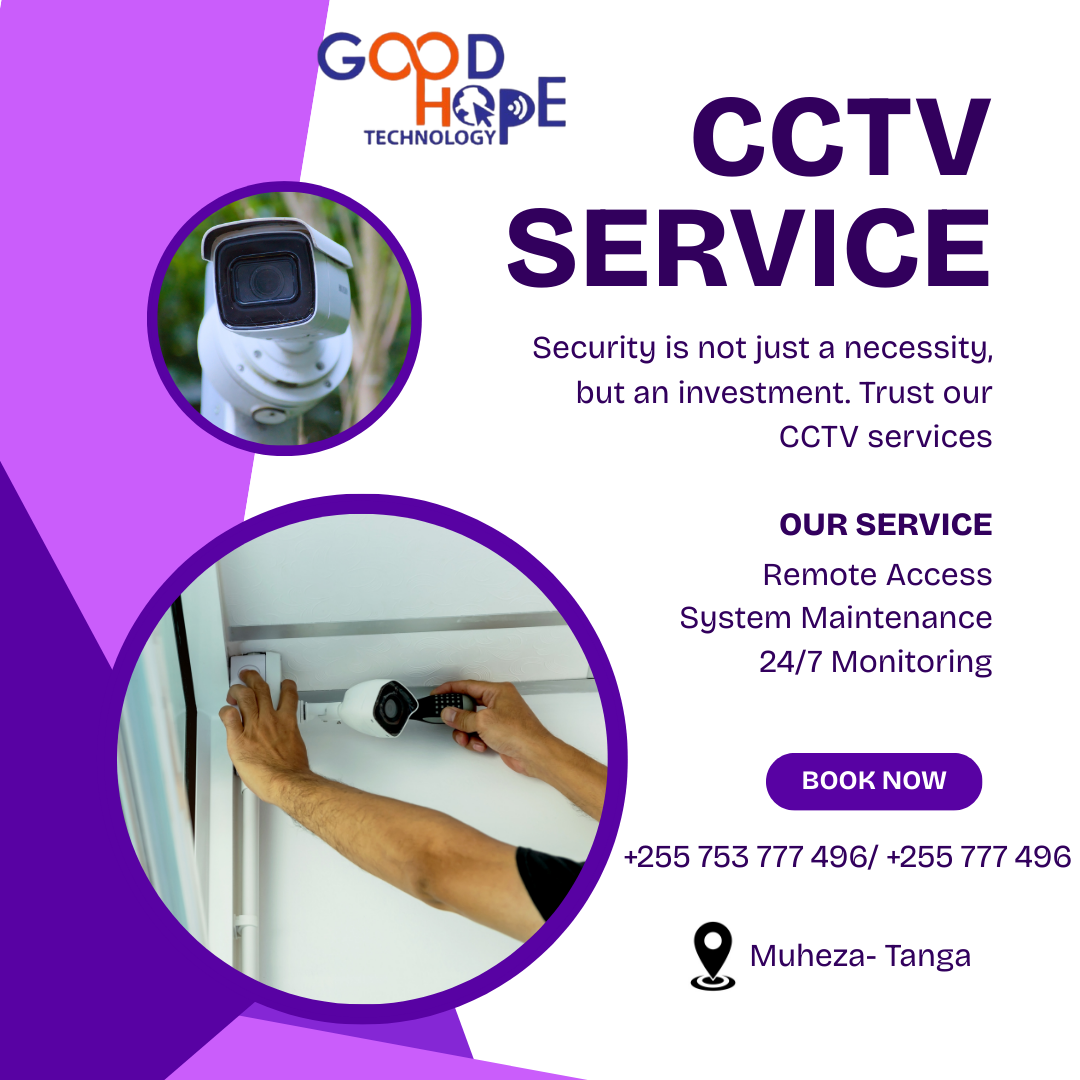 GOOD
HOPE
TECHNOLOGY
CCTV
SERVICE
Security is not just a necessity,
but an investment. Trust our
CCTV services
OUR SERVICE
Remote Access
System Maintenance
24/7 Monitoring
BOOK NOW
+255 753 777 496/ +255 777 496
Muheza- Tanga